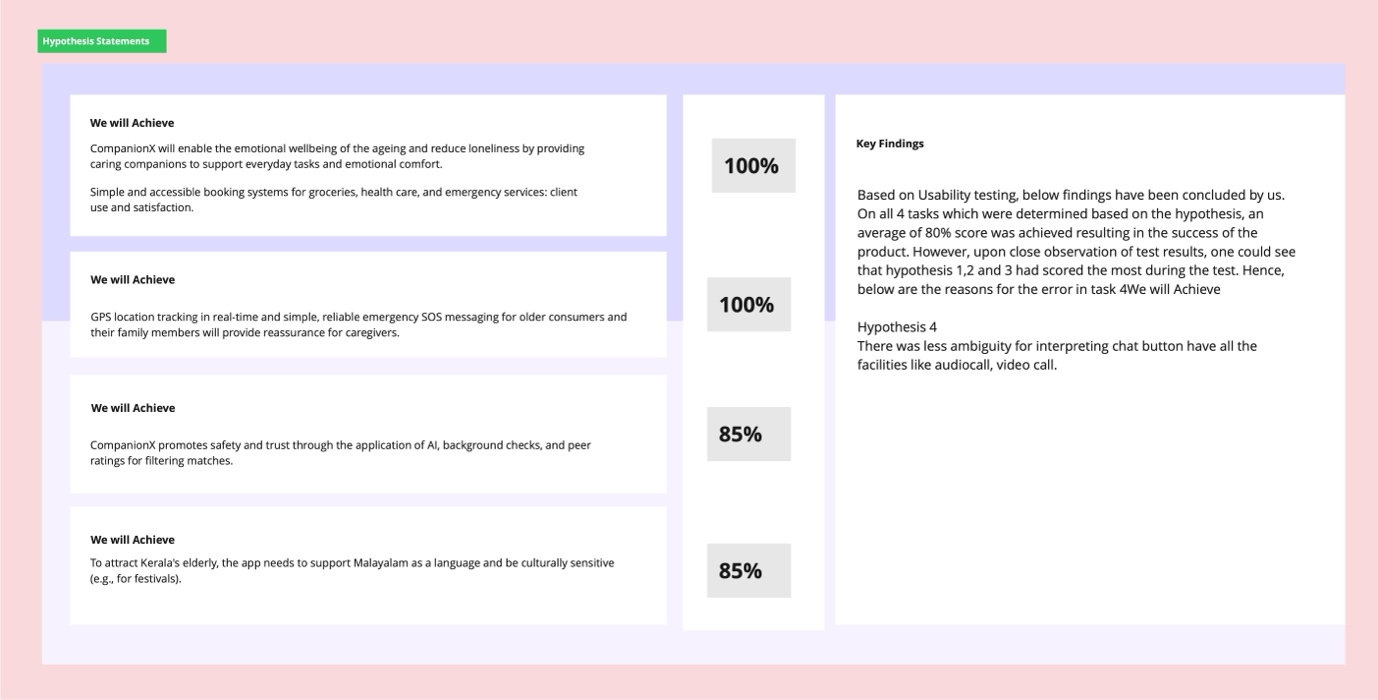 Hypothesis Statements
We will Achieve
CompanionX will enable the emotional wellbeing of the ageing and reduce loneliness by providing
caring companions to support everyday tasks and emotional comfort.
Simple and accessible booking systems for groceries, health care, and emergency services: client
use and satisfaction.
100%
We will Achieve
GPS location tracking in real-time and simple, reliable emergency SOS messaging for older consumers and
their family members will provide reassurance for caregivers.
100%
We will Achieve
CompanionX promotes safety and trust through the application of AI, background checks, and peer
ratings for filtering matches.
85%
We will Achieve
To attract Kerala's elderly, the app needs to support Malayalam as a language and be culturally sensitive
(e.g., for festivals).
85%
Key Findings
Based on Usability testing, below findings have been concluded by us.
On all 4 tasks which were determined based on the hypothesis, an
average of 80% score was achieved resulting in the success of the
product. However, upon close observation of test results, one could see
that hypothesis 1,2 and 3 had scored the most during the test. Hence,
below are the reasons for the error in task 4We will Achieve
Hypothesis 4
There was less ambiguity for interpreting chat button have all the
facilities like audiocall, video call.